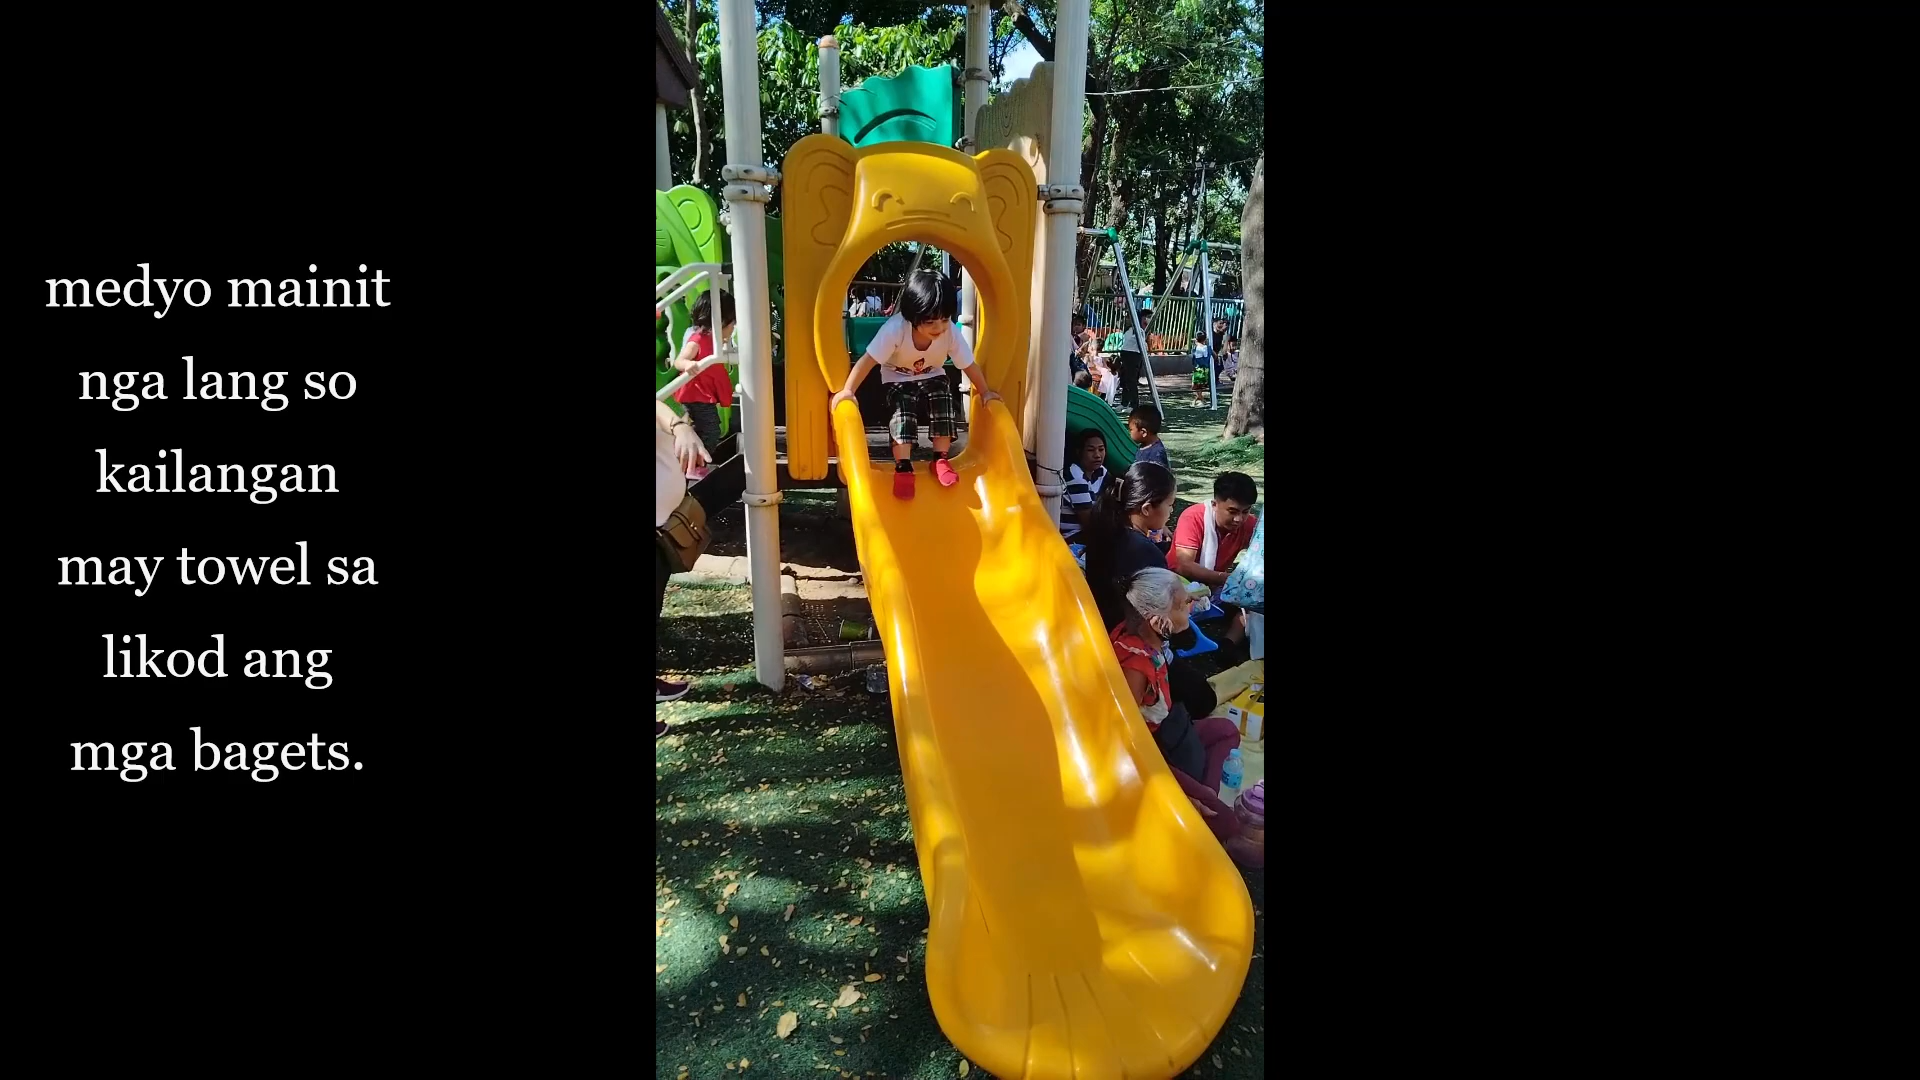 medyo mainit
nga lang so
kailangan
may towel sa
likod ang
mga bagets.